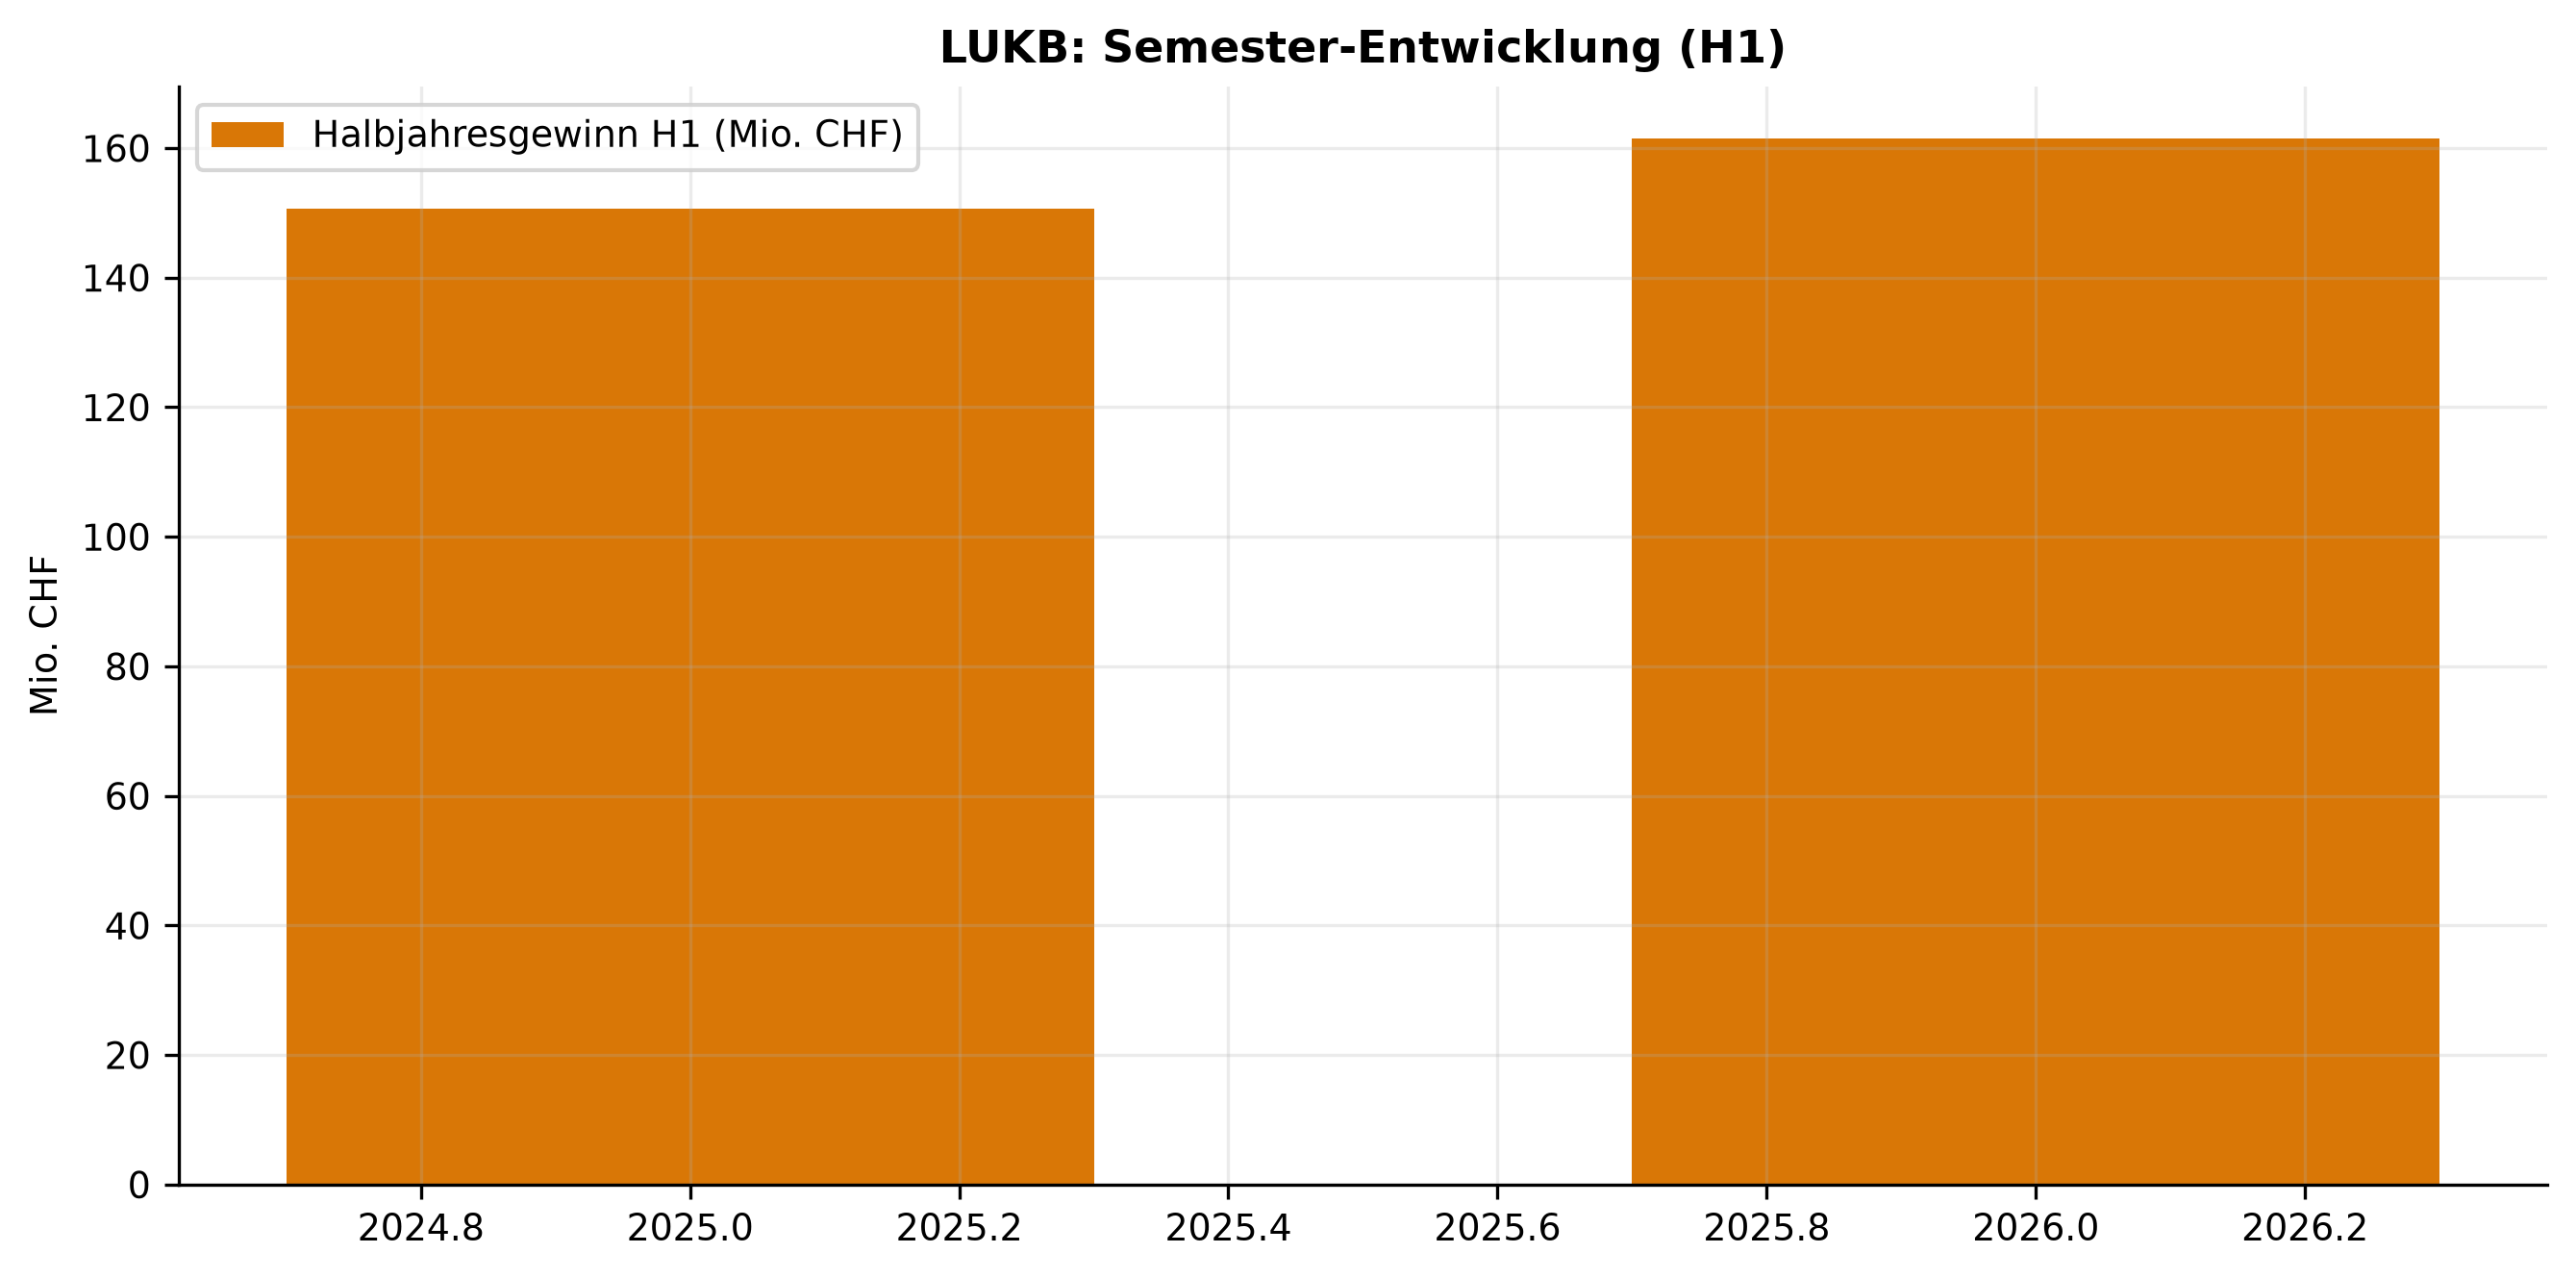 LUKB: Semester-Entwicklung (H1)
Halbjahresgewinn H1 (Mio. CHF)
Mio. CHF
160
140
120
100
80
60
40
20
0
2024.8 2025.0 2025.2 2025.4 2025.6 2025.8 2026.0 2026.2